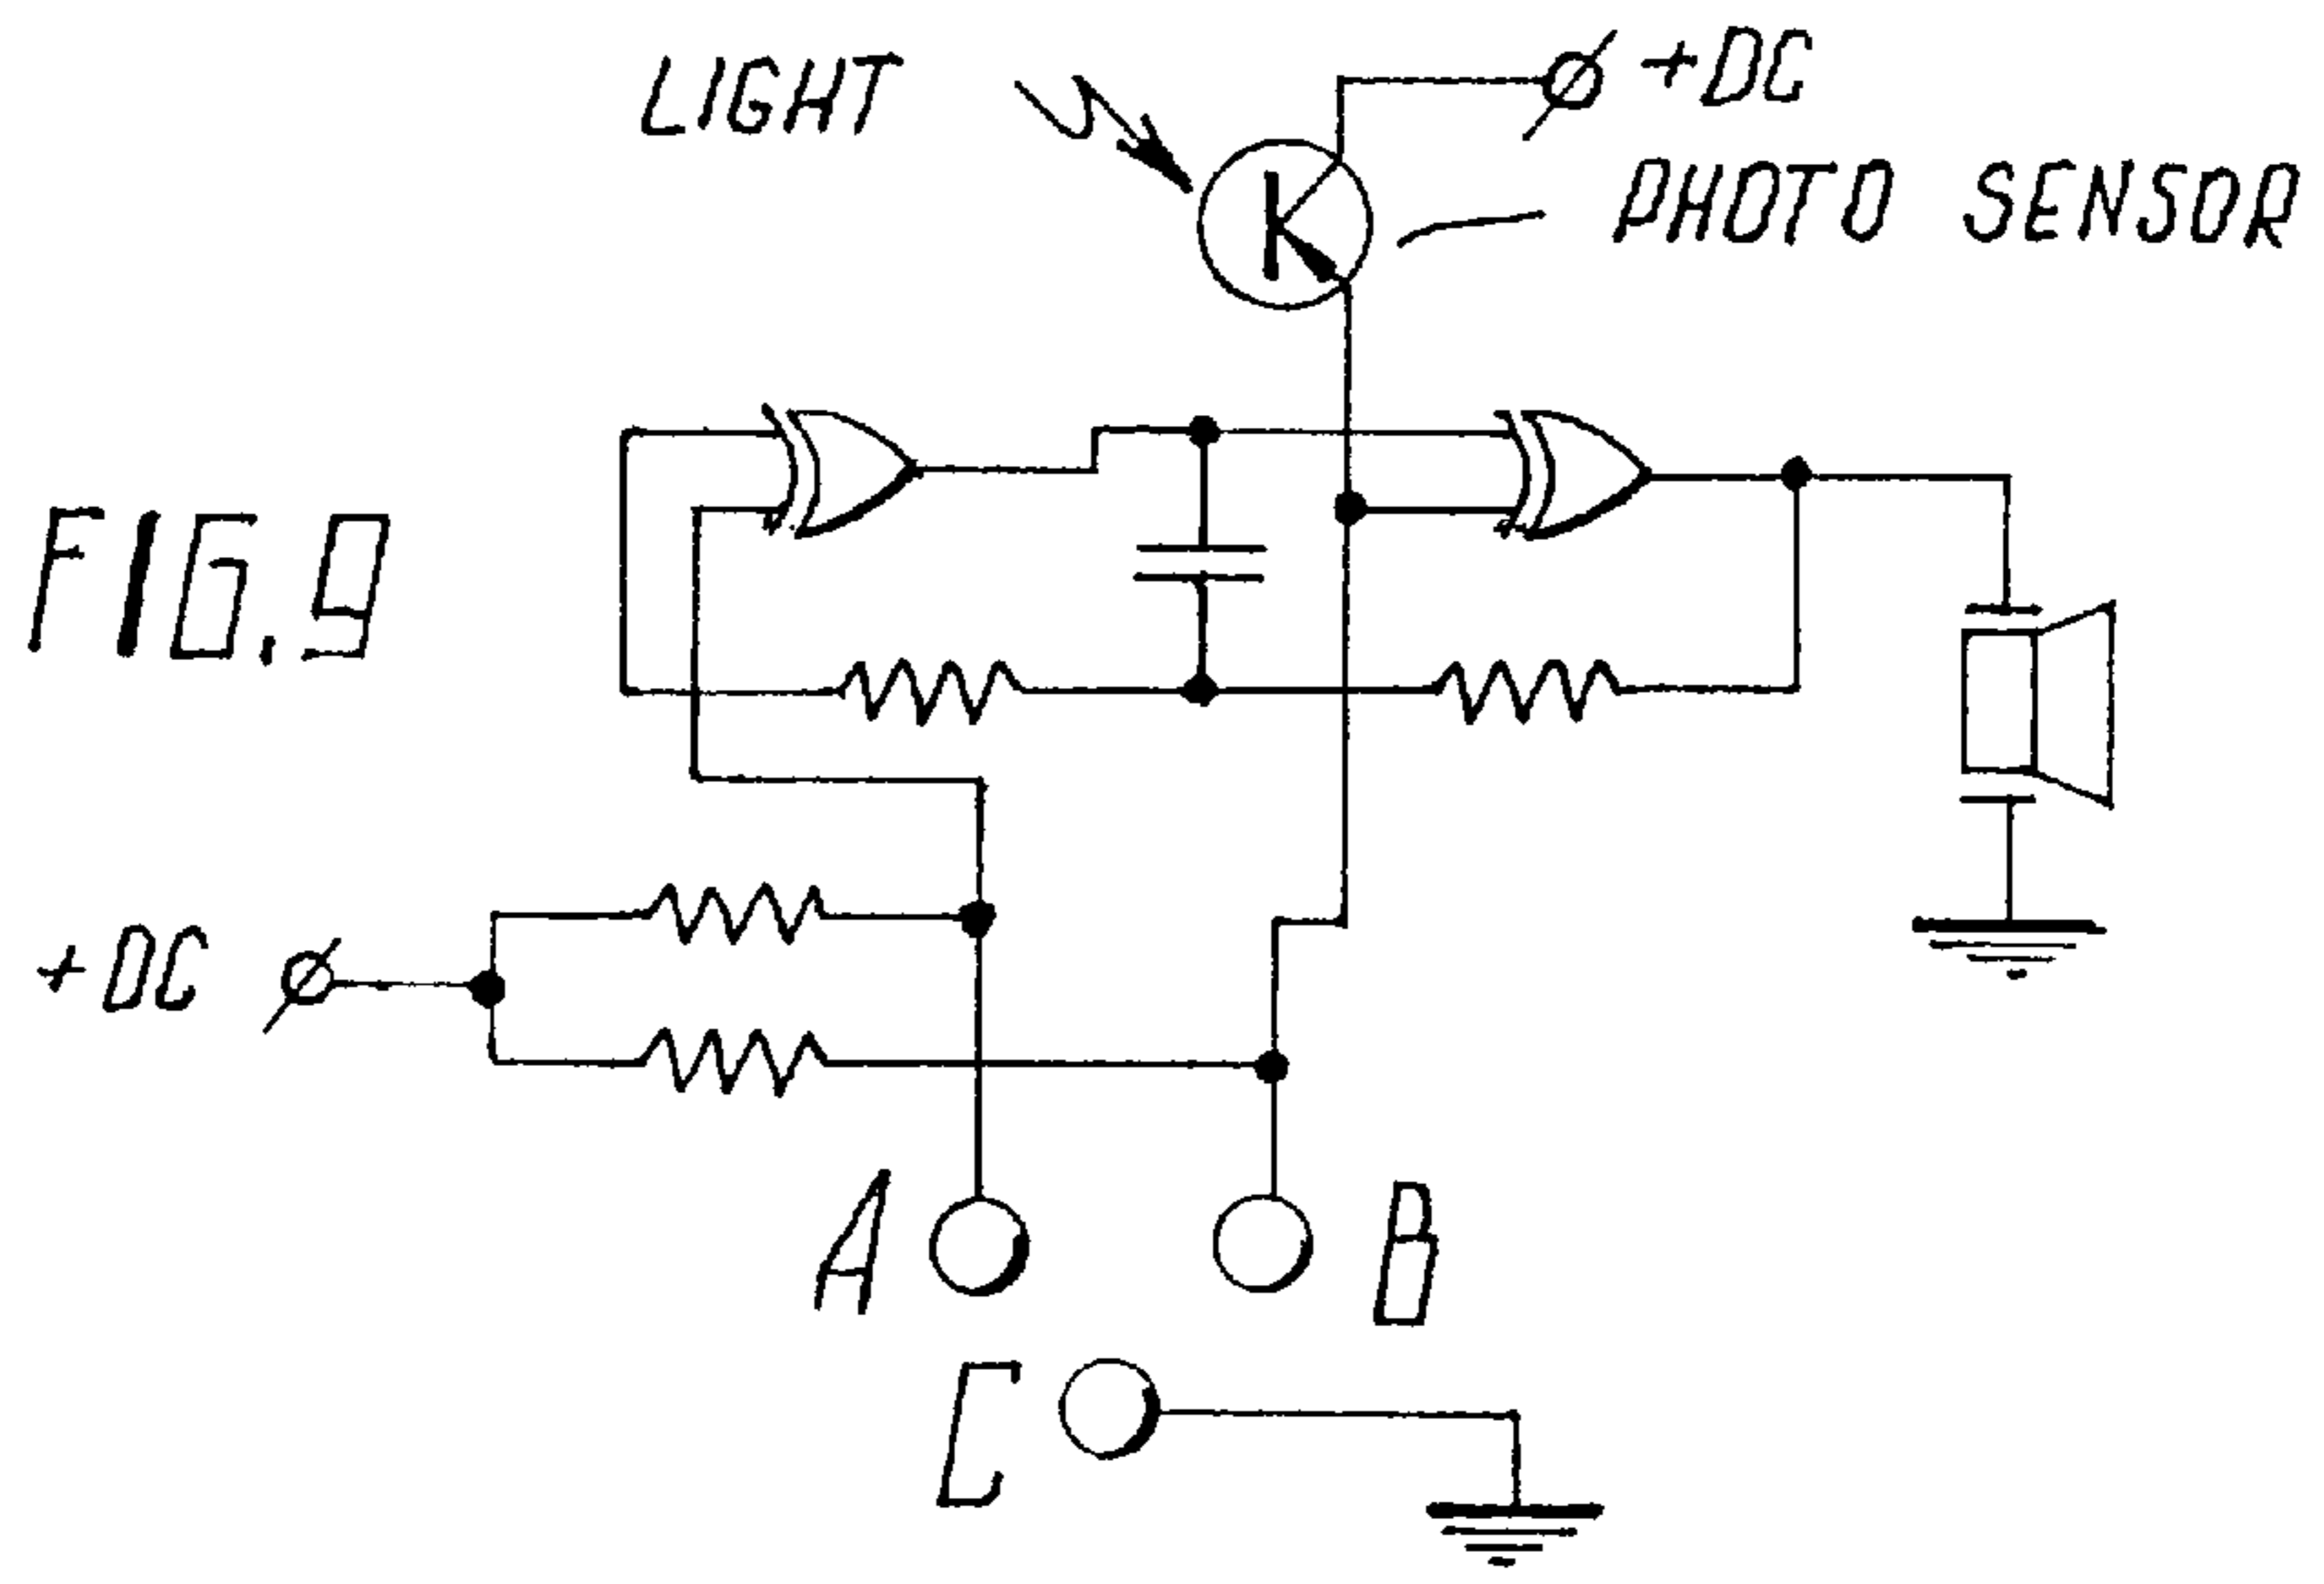 LIGHT
+DC
PHOTO SENSOR
FIG. 9
+DC
A
B
C